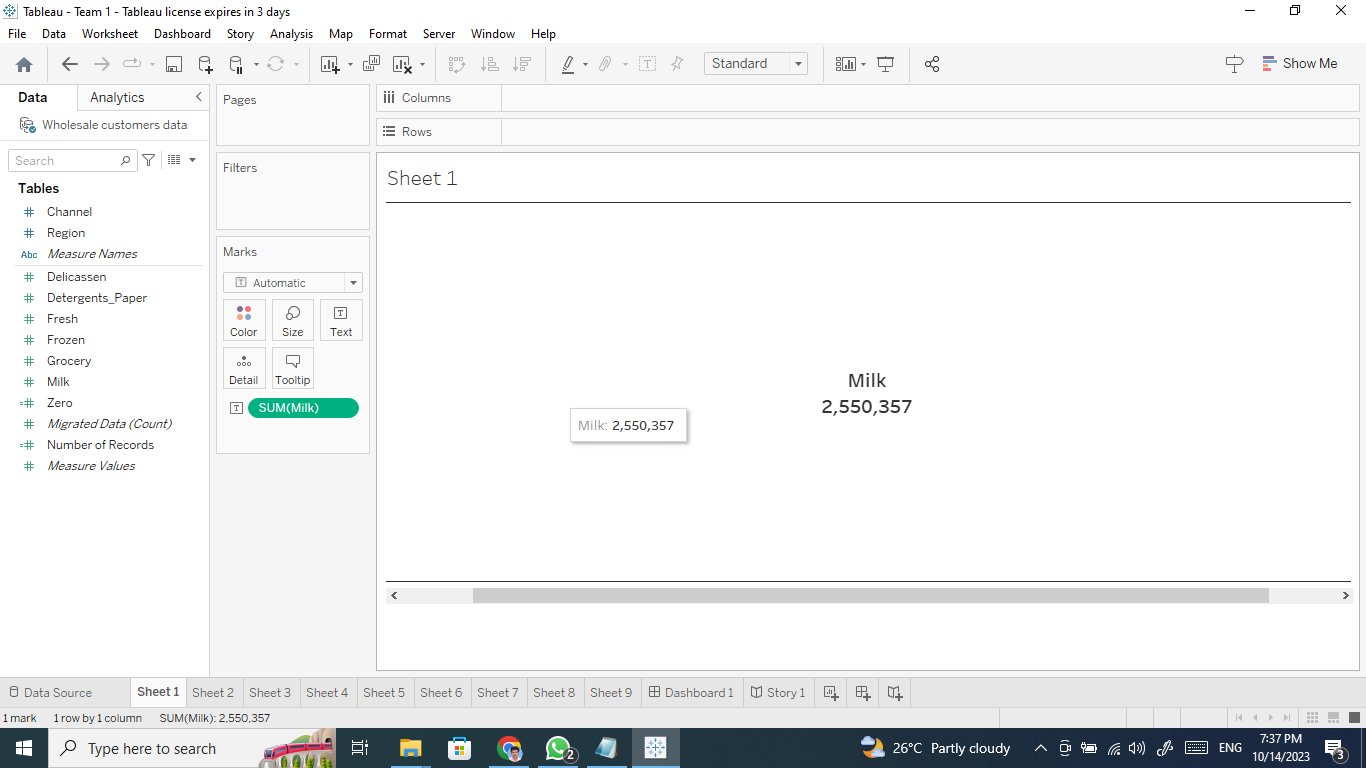 Tableau - Team 1 - Tableau license expires in 3 days
File Data Worksheet Dashboard Story Analysis Map Format Server Window Help
Standard
Show Me
Data Analytics
Wholesale customers data
Search
Tables
Channel
Region
Abc Measure Names
Delicassen
Detergents_Paper
Fresh
Frozen
Grocery
Milk
Zero
Migrated Data (Count)
Number of Records
Measure Values
Pages
Filters
Marks
Automatic
Color Size Text
Detail Tooltip
SUM(Milk)
Columns
Rows
Sheet 1
Milk
2,550,357
Milk: 2,550,357
Data Source Sheet 1 Sheet 2 Sheet 3 Sheet 4 Sheet 5 Sheet 6 Sheet 7 Sheet 8 Sheet 9 Dashboard 1 Story 1
1 mark 1 row by 1 column SUM(Milk): 2,550,357
Type here to search
2
26°C Partly cloudy
ENG
7:37 PM
10/14/2023
3